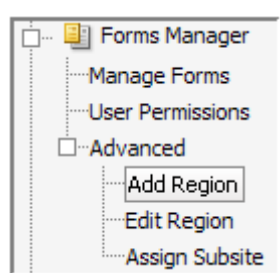 Forms Manager
Manage Forms
User Permissions
Advanced
Add Region
Edit Region
Assign Subsite